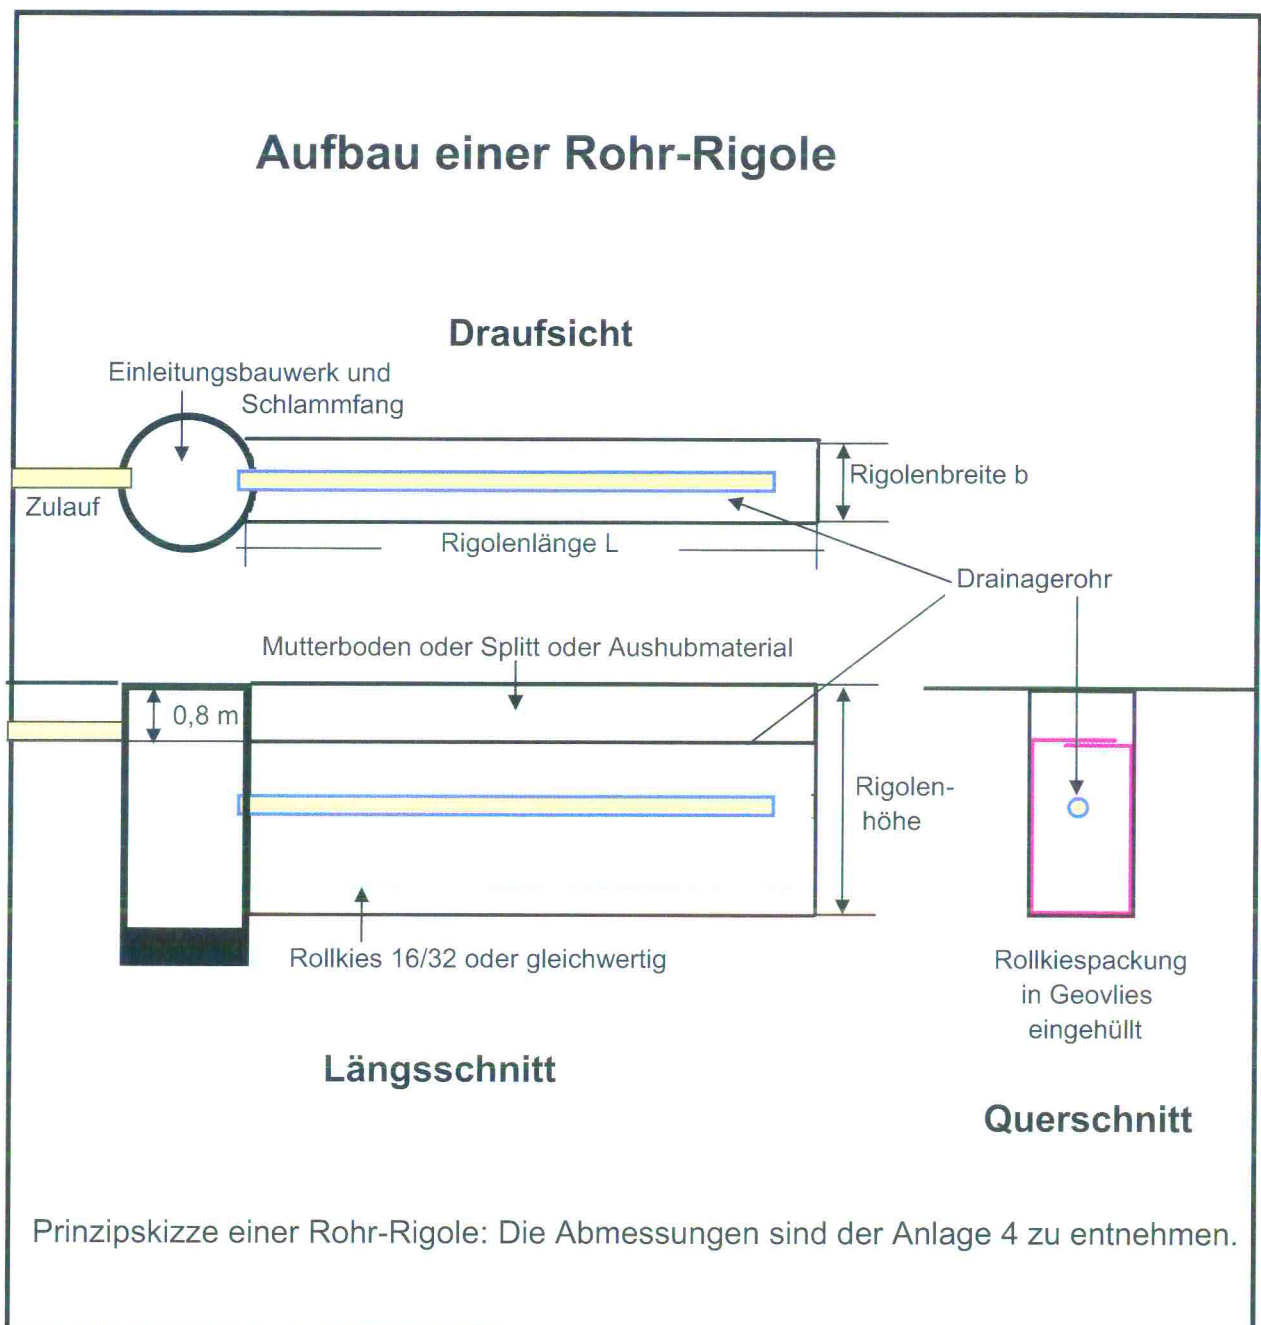 Aufbau einer Rohr-Rigole
Draufsicht
Einleitungsbauwerk und
Schlammfang
Zulauf
Rigolenbreite b
Rigolenlänge L
Drainagerohr
Mutterboden oder Splitt oder Aushubmaterial
0,8 m
Rigolen-
höhe
Rollkies 16/32 oder gleichwertig
Rollkiespackung
in Geovlies
eingehüllt
Längsschnitt
Querschnitt
Prinzipskizze einer Rohr-Rigole: Die Abmessungen sind der Anlage 4 zu entnehmen.